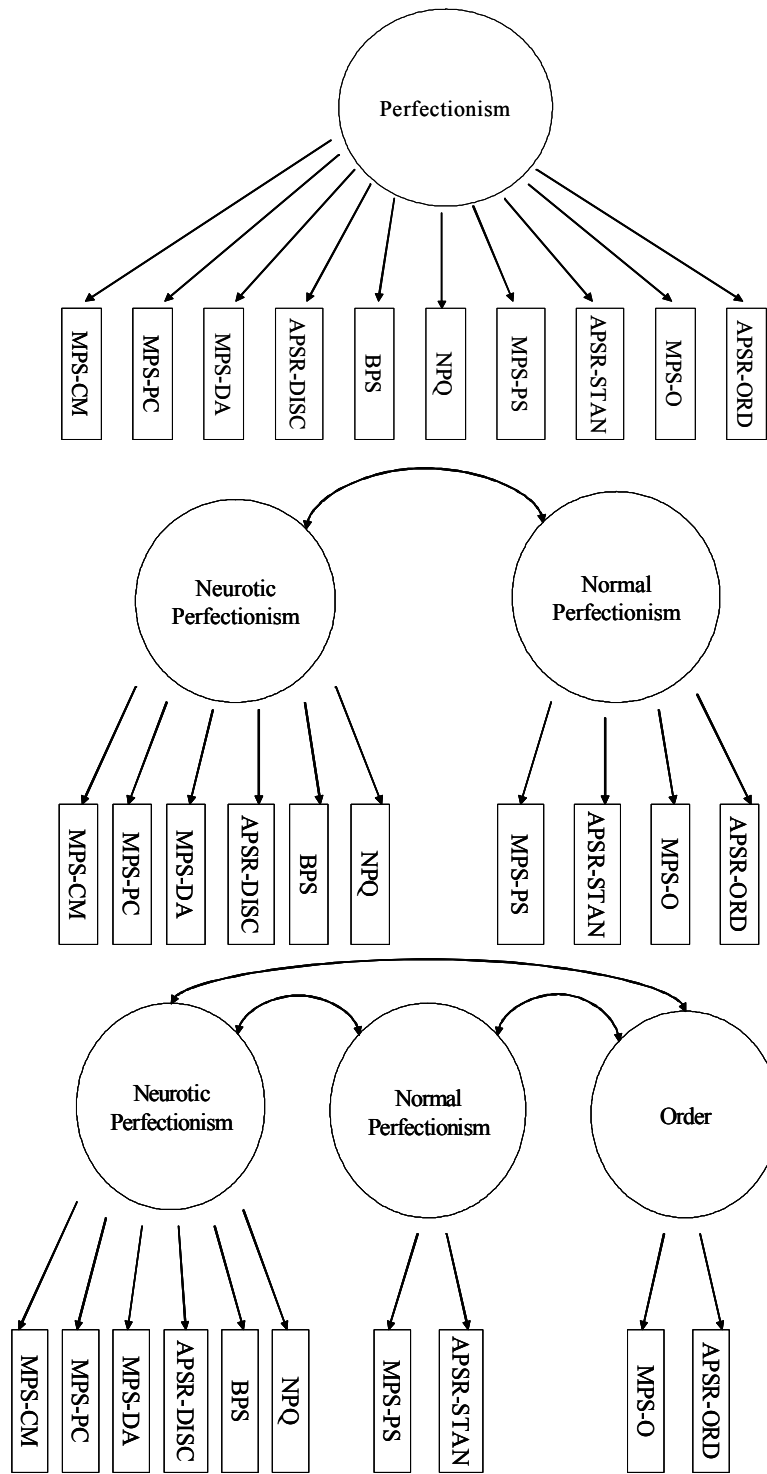 Perfectionism
MPS-CM
MPS-PC
MPS-DA
APSR-DISC
BPS
NPQ
MPS-PS
APSR-STAN
MPS-O
APSR-ORD
Neurotic
Perfectionism
Normal
Perfectionism
MPS-CM
MPS-PC
MPS-DA
APSR-DISC
BPS
NPQ
MPS-PS
APSR-STAN
MPS-O
APSR-ORD
Neurotic
Perfectionism
Normal
Perfectionism
Order
MPS-CM
MPS-PC
MPS-DA
APSR-DISC
BPS
NPQ
MPS-PS
APSR-STAN
MPS-O
APSR-ORD